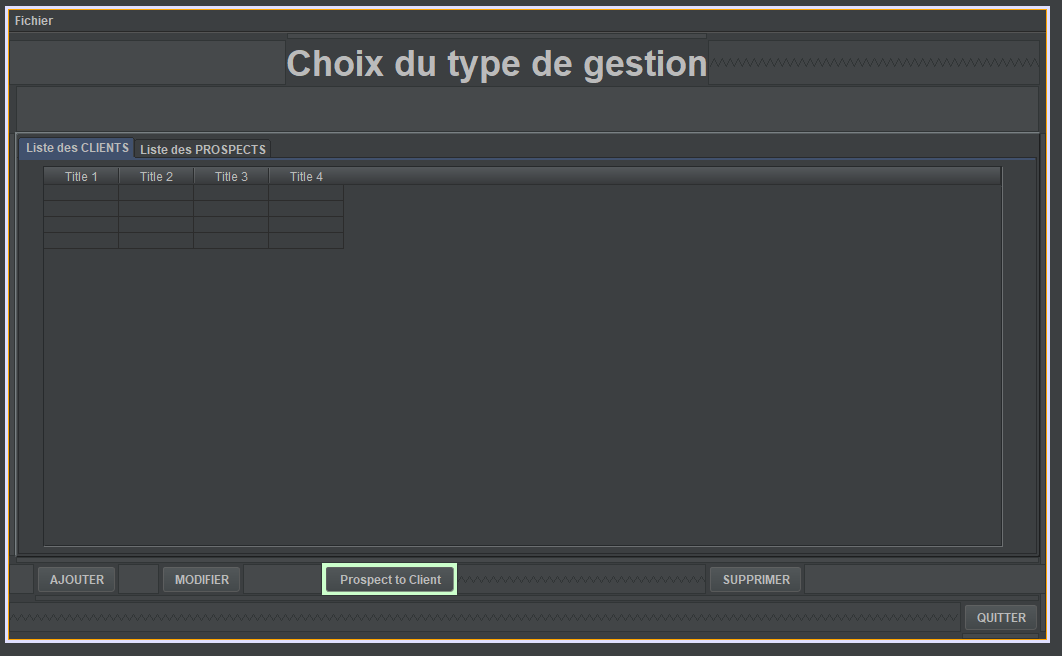 Fichier
Choix du type de gestion
Liste des CLIENTS Liste des PROSPECTS
Title 1 Title 2 Title 3 Title 4
AJOUTER MODIFIER Prospect to Client SUPPRIMER
QUITTER